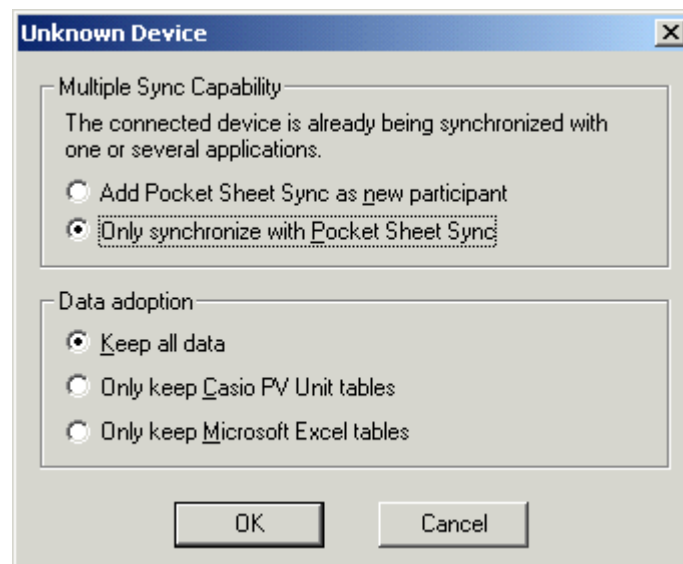 Unknown Device
Multiple Sync Capability
The connected device is already being synchronized with
one or several applications.
Add Pocket Sheet Sync as new participant
Only synchronize with Pocket Sheet Sync
Data adoption
Keep all data
Only keep Casio PV Unit tables
Only keep Microsoft Excel tables
OK Cancel